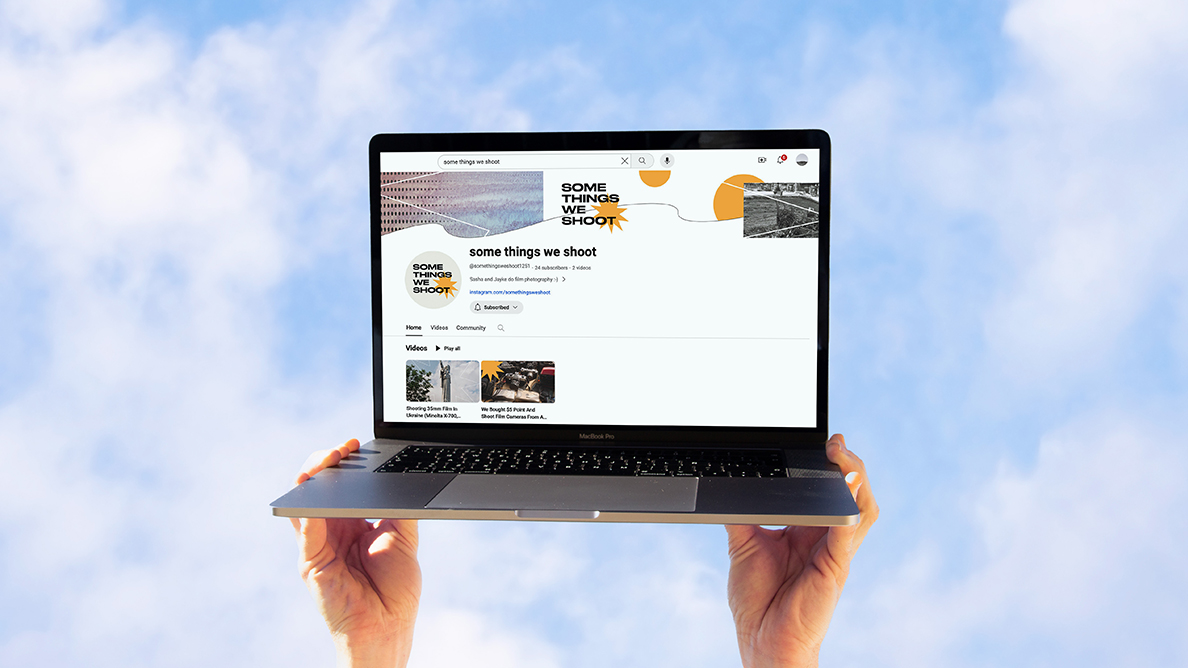 some things we shoot
SOME
THINGS
WE
SHOOT
some things we shoot
SOME
THINGS
WE
SHOOT
@somethingsweshoot1251 · 34 subscribers · 2 videos
Sasha and Jayka do film photography :)
instagram.com/somethingsweshoot
Subscribed
Home Videos Community
Videos Play all
Shooting 35mm Film In
Ukraine (Minolta X-700,...
We Bought $5 Point And
Shoot Film Cameras From A...
MacBook Pro